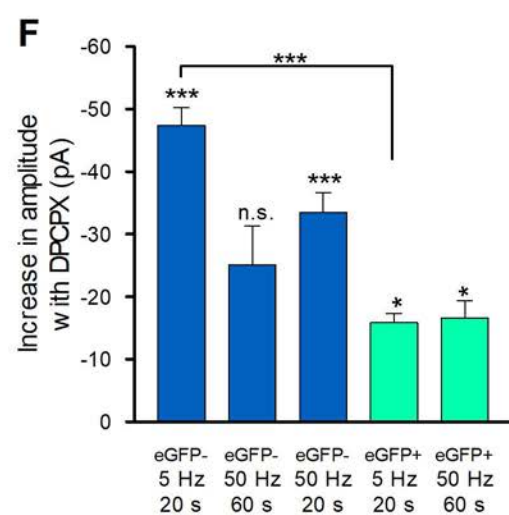 F
Increase in amplitude
with DPCPX (pA)
-60
-50
-40
-30
-20
-10
0
***
***
n.s.
***
*
*
eGFP- eGFP- eGFP- eGFP+ eGFP+
5 Hz 50 Hz 50 Hz 5 Hz 50 Hz
20 s 60 s 20 s 20 s 60 s